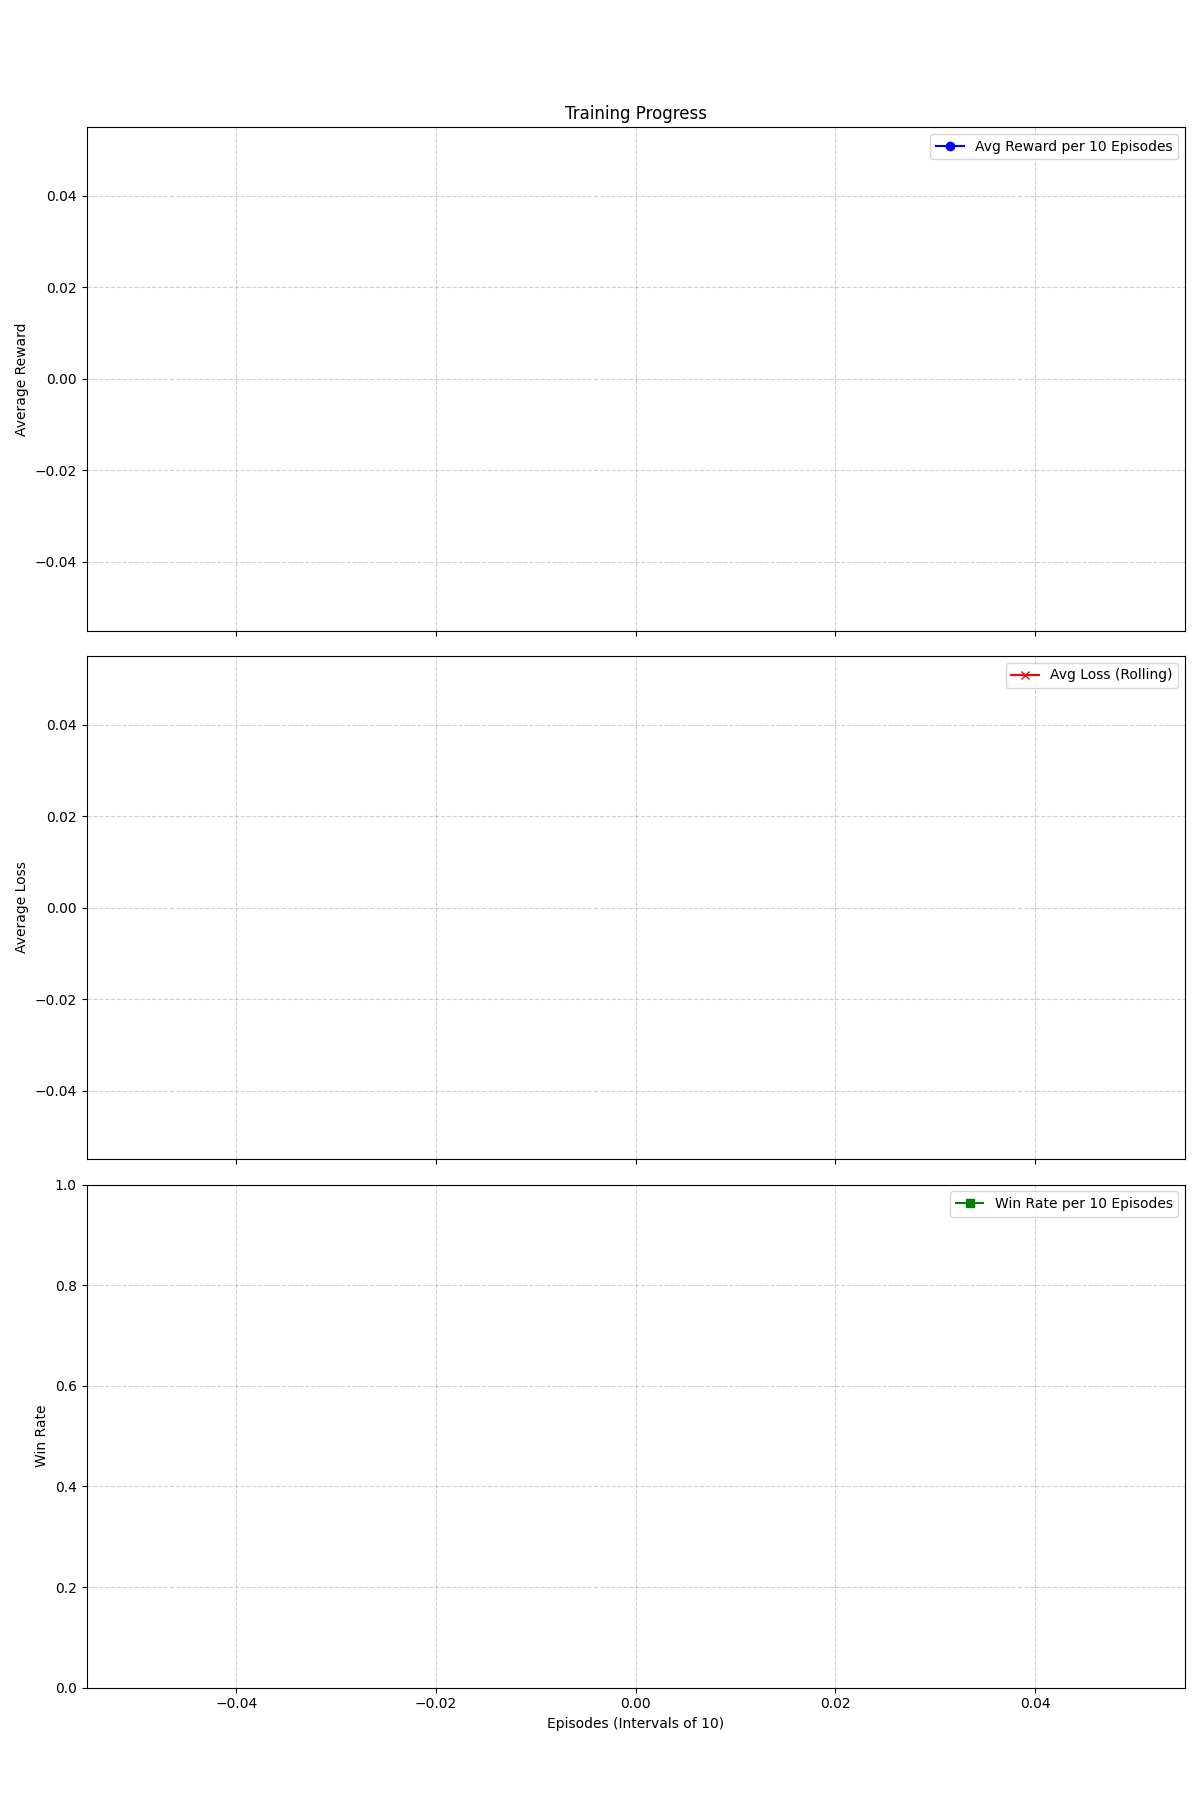 Training Progress
Avg Reward per 10 Episodes
0.04
0.02
0.00
−0.02
−0.04
Average Reward
Avg Loss (Rolling)
0.04
0.02
0.00
−0.02
−0.04
Average Loss
Win Rate per 10 Episodes
1.0
0.8
0.6
0.4
0.2
0.0
Win Rate
−0.04 −0.02 0.00 0.02 0.04
Episodes (Intervals of 10)